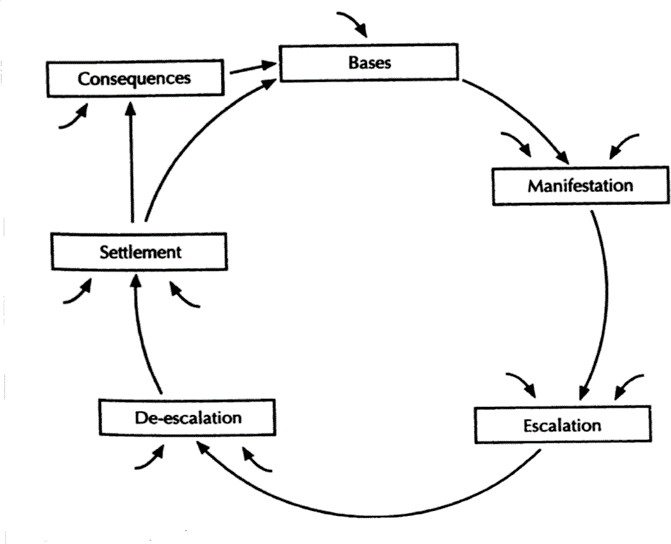 Bases
Consequences
Manifestation
Settlement
De-escalation
Escalation